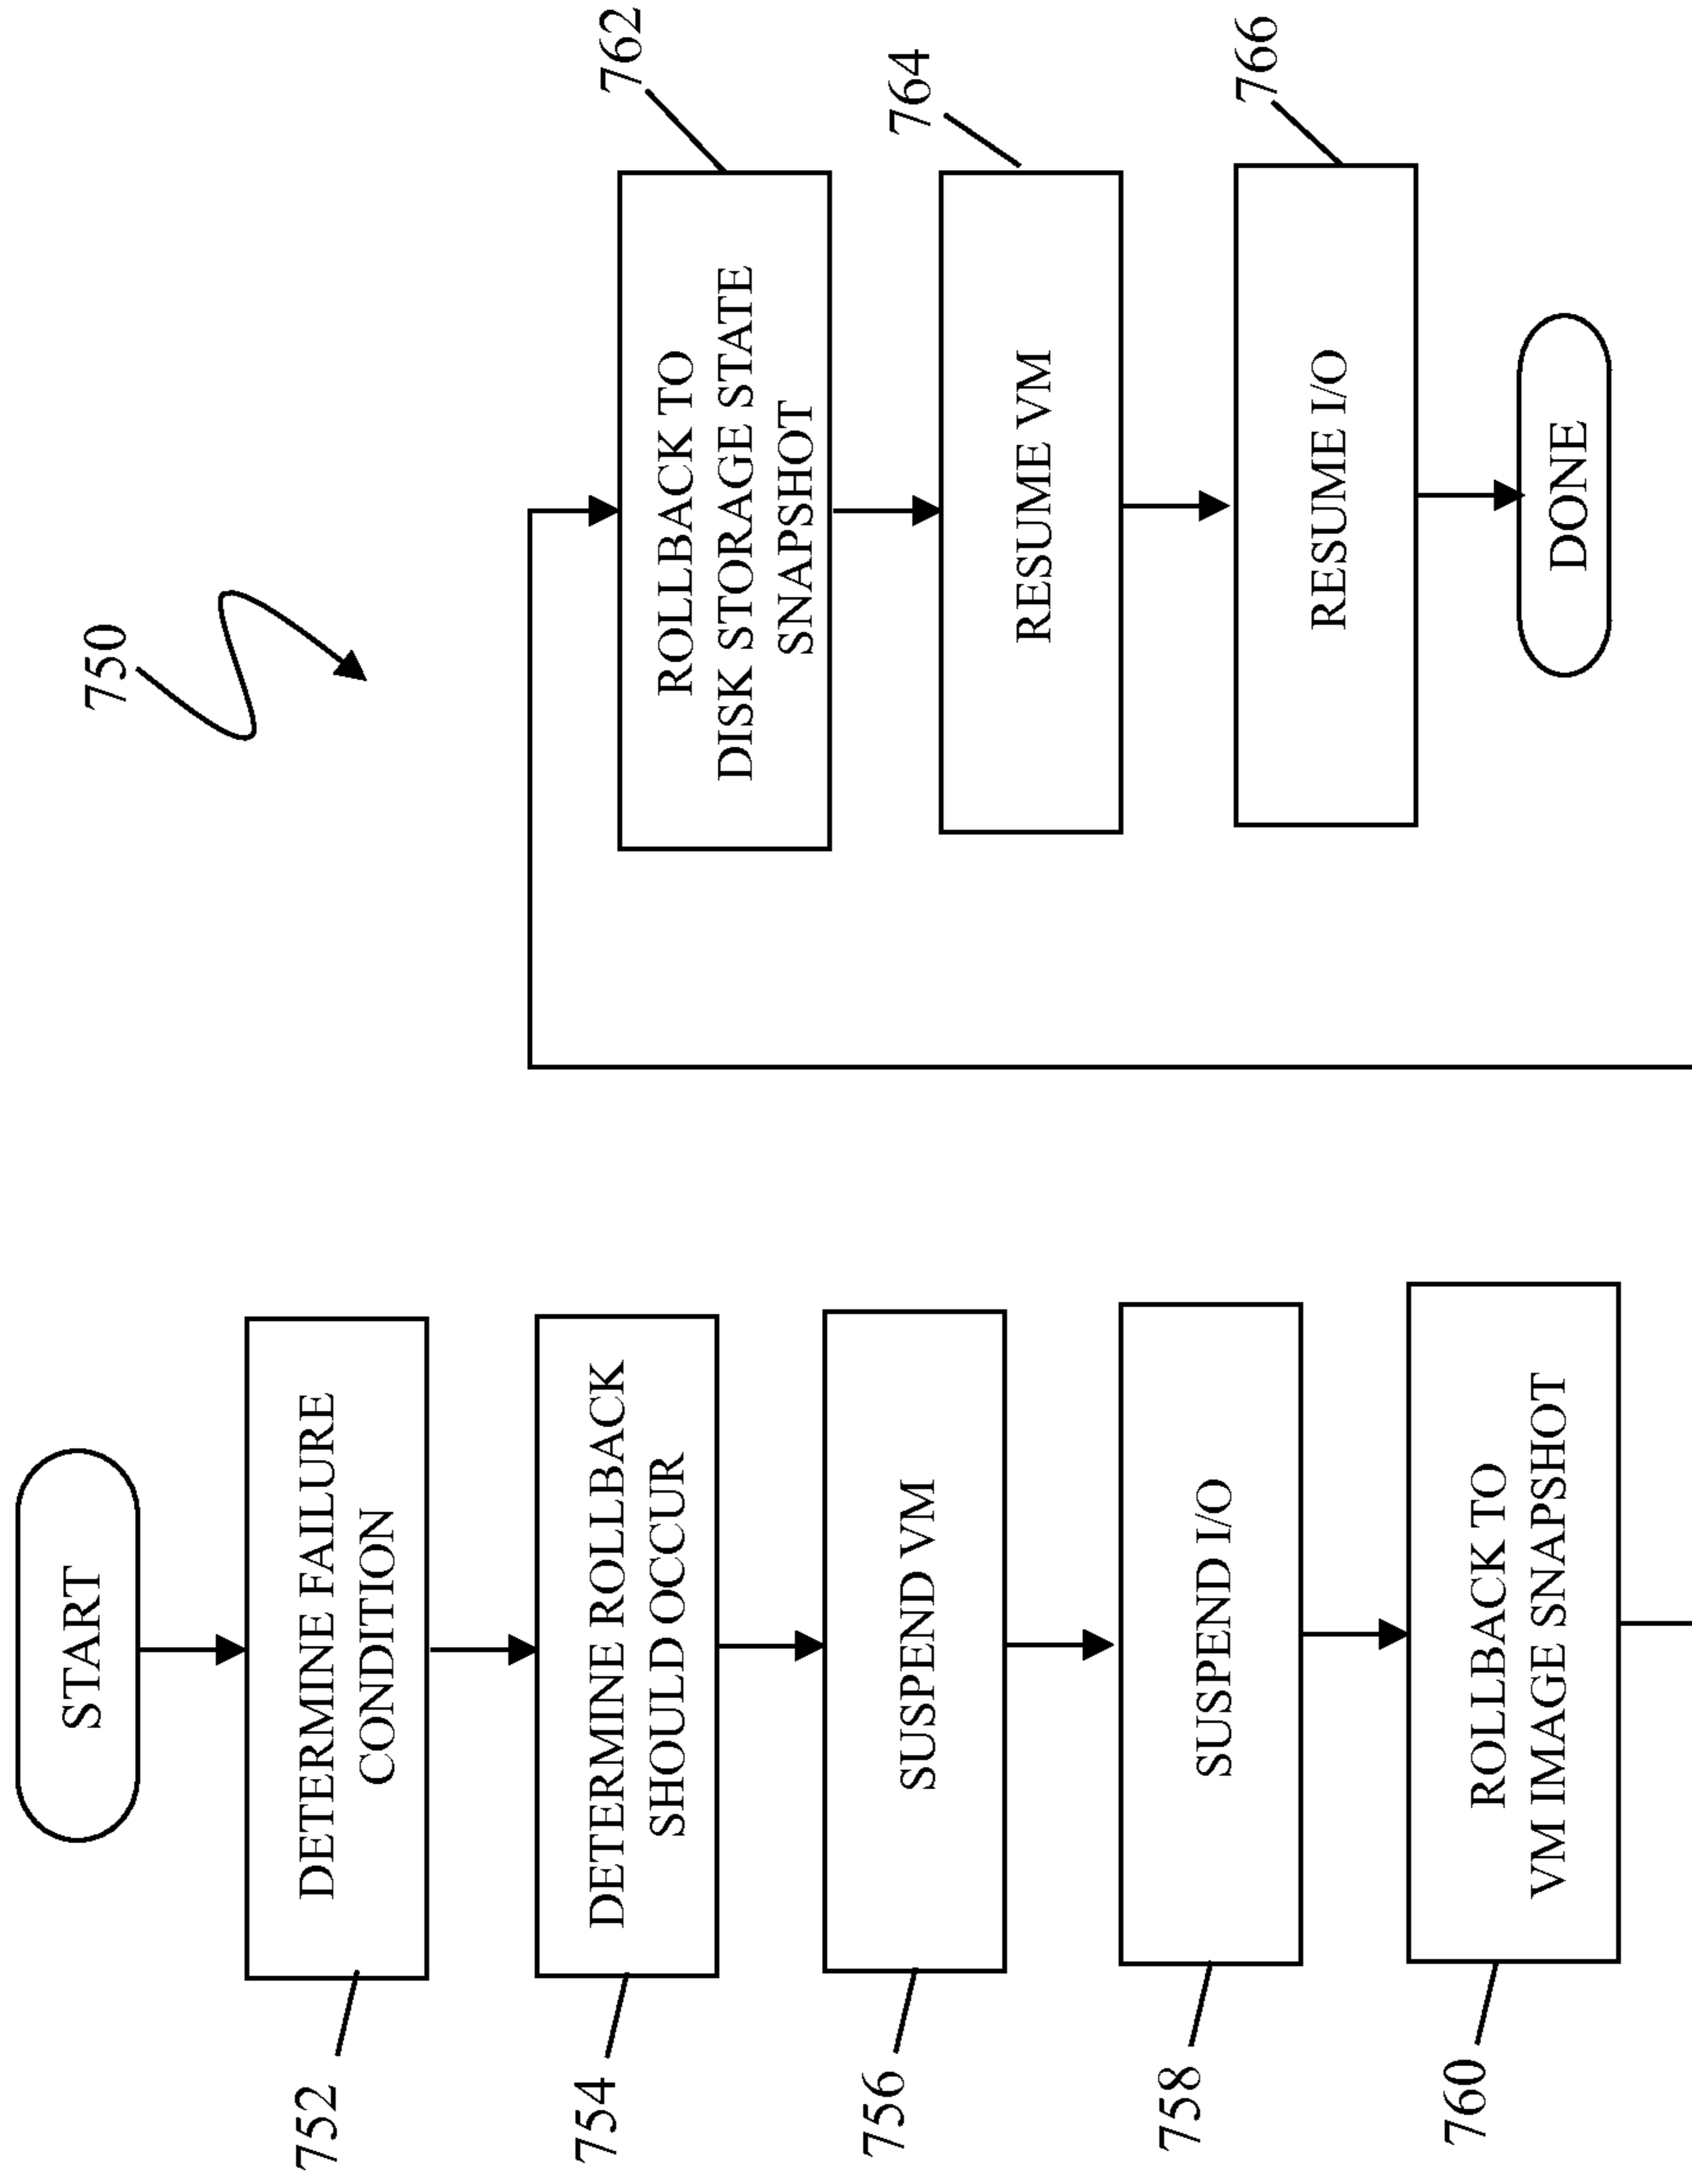 750
START
752
DETERMINE FAILURE
CONDITION
754
DETERMINE ROLLBACK
SHOULD OCCUR
756
SUSPEND VM
758
SUSPEND I/O
760
ROLLBACK TO
VM IMAGE SNAPSHOT
762
ROLLBACK TO
DISK STORAGE STATE
SNAPSHOT
764
RESUME VM
766
RESUME I/O
DONE